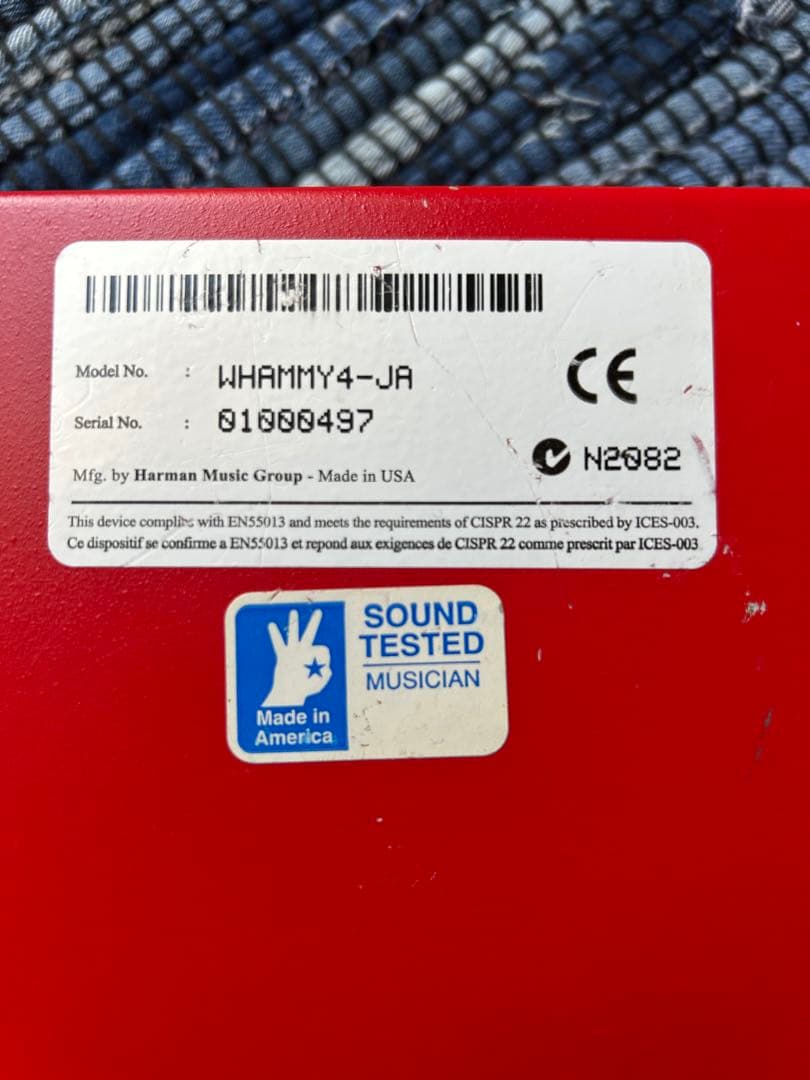 Model No. : WHAMMY4-JA
CE
Serial No. : 01000497
N2082
Mfg. by Harman Music Group - Made in USA
This device complies with EN55013 and meets the requirements of CISPR 22 as prescribed by ICES-003.
Ce dispositif se confirme a EN55013 et repond aux exigences de CISPR 22 comme prescrit par ICES-003
SOUND
TESTED
MUSICIAN
Made in
America